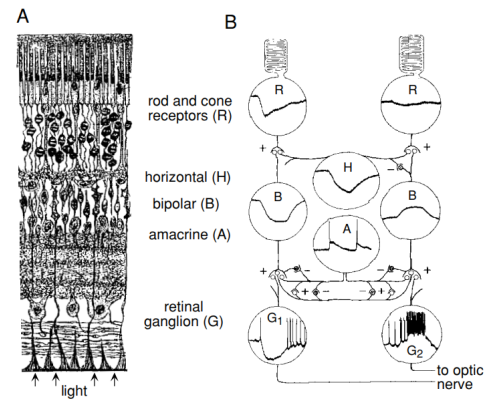 A
B
R
R
rod and cone
receptors (R)
+
+
H
−
horizontal (H)
bipolar (B)
B
B
A
amacrine (A)
+
−
−
+
+
−
−
+
retinal
ganglion (G)
G1
G2
to optic
nerve
light